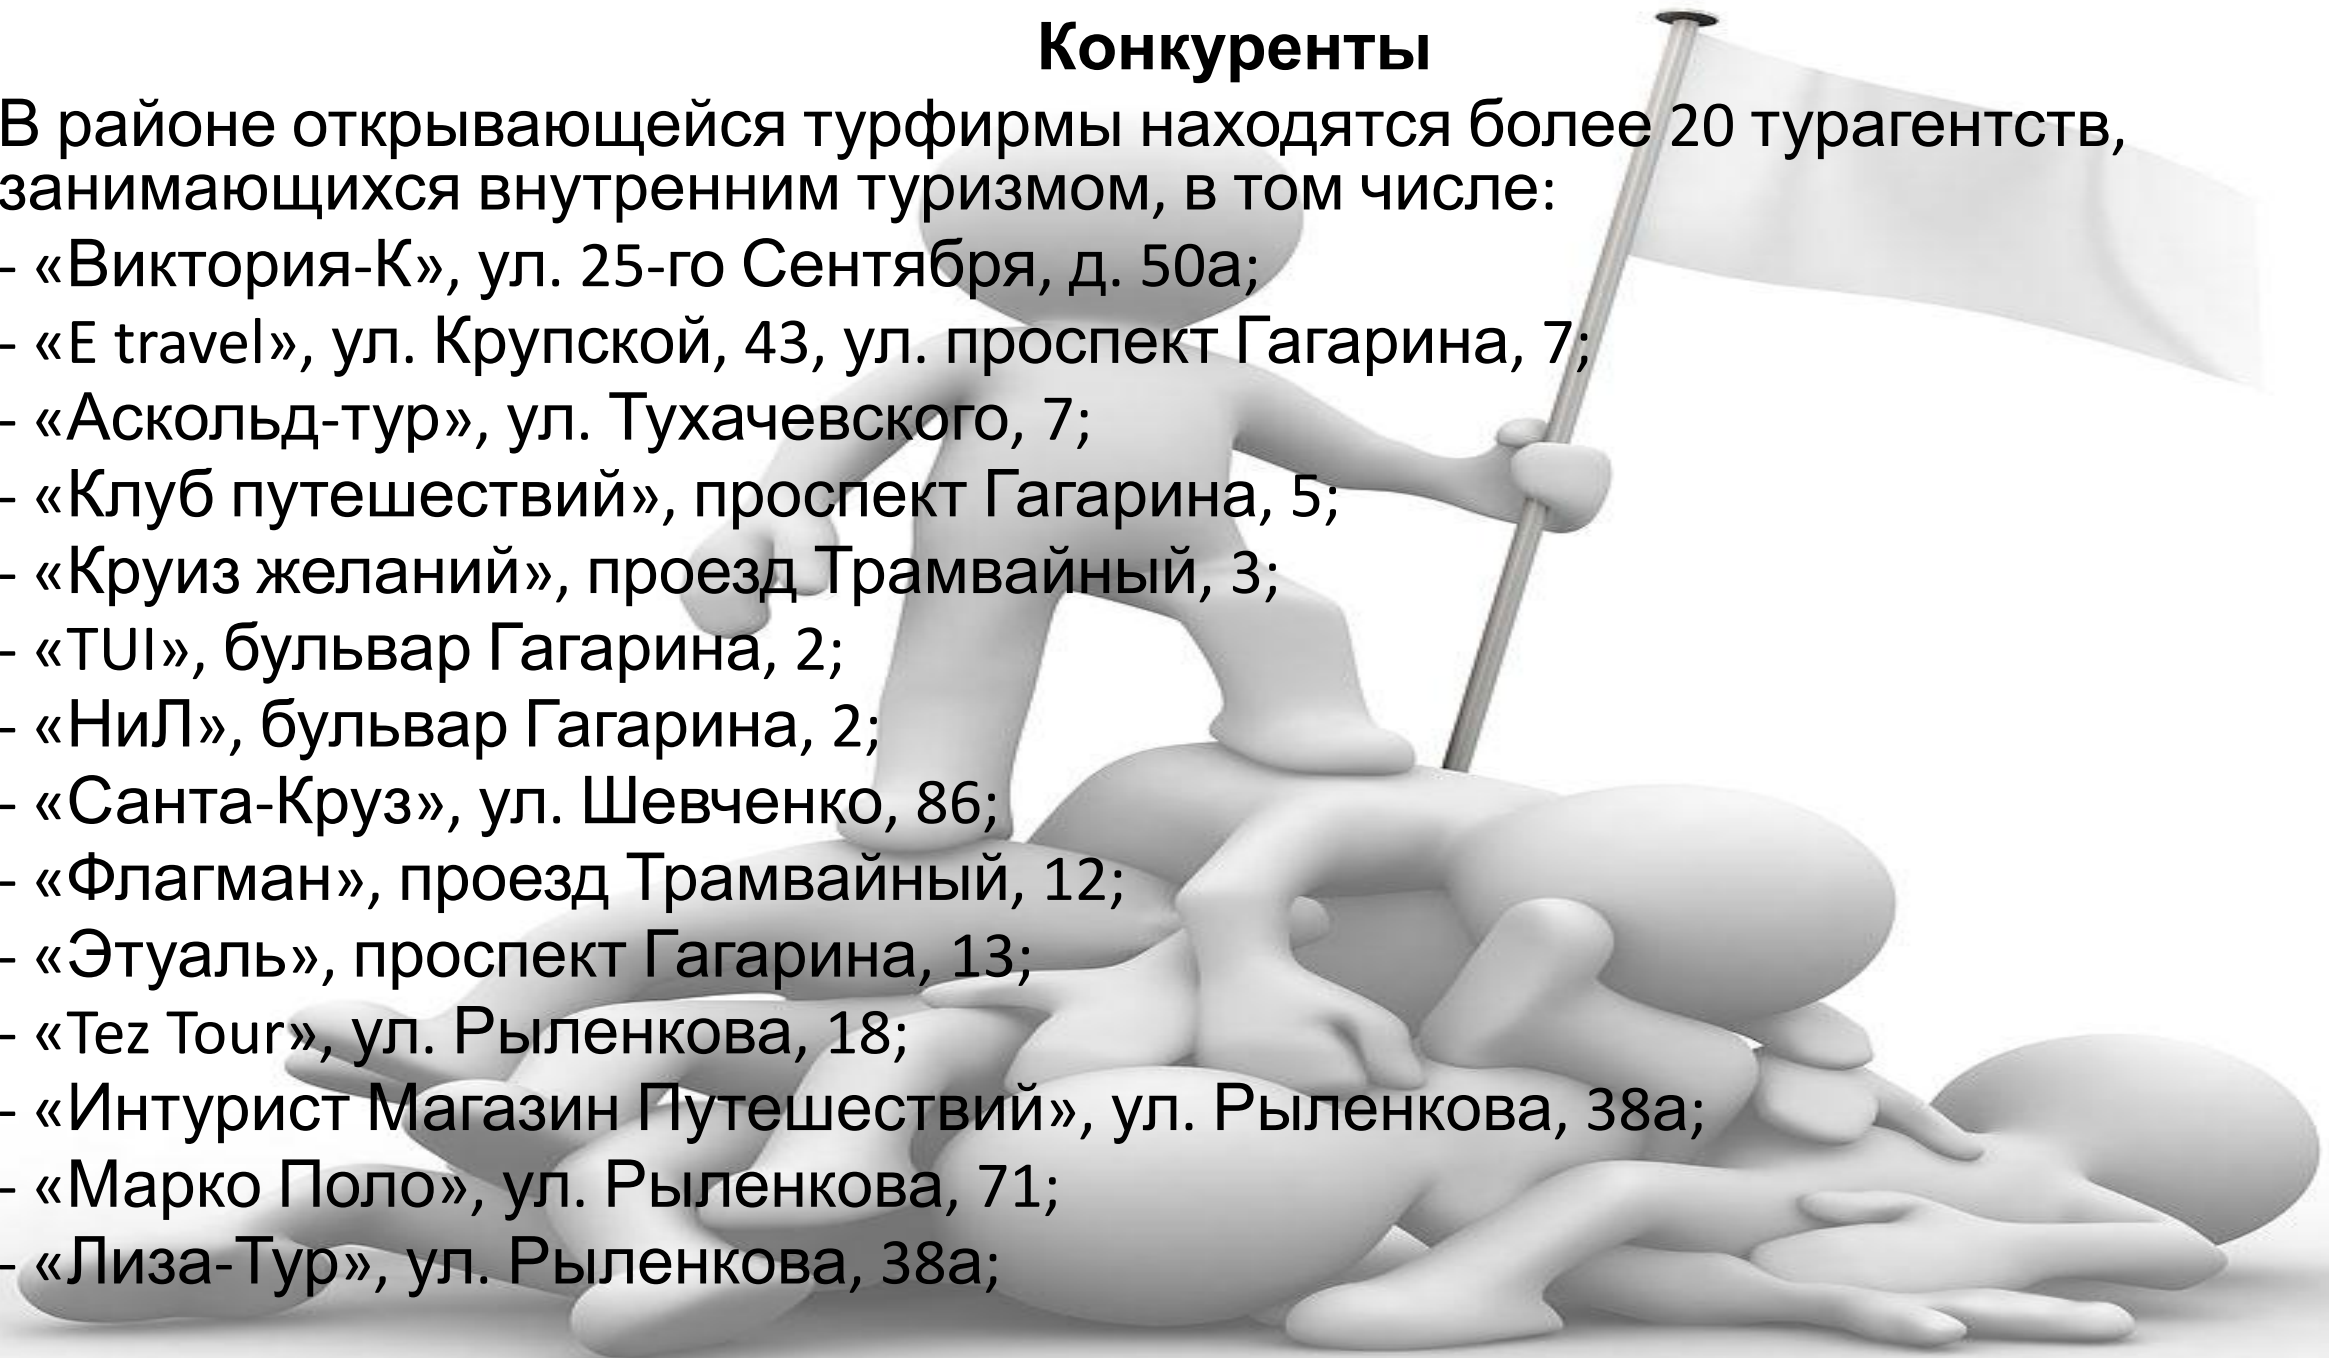 Конкуренты
В районе открывающейся турфирмы находятся более 20 турагентств,
занимающихся внутренним туризмом, в том числе:
- «Виктория-К», ул. 25-го Сентября, д. 50а;
- «E travel», ул. Крупской, 43, ул. проспект Гагарина, 7;
- «Аскольд-тур», ул. Тухачевского, 7;
- «Клуб путешествий», проспект Гагарина, 5;
- «Круиз желаний», проезд Трамвайный, 3;
- «TUI», бульвар Гагарина, 2;
- «НиЛ», бульвар Гагарина, 2;
- «Санта-Круз», ул. Шевченко, 86;
- «Флагман», проезд Трамвайный, 12;
- «Этуаль», проспект Гагарина, 13;
- «Tez Tour», ул. Рыленкова, 18;
- «Интурист Магазин Путешествий», ул. Рыленкова, 38а;
- «Марко Поло», ул. Рыленкова, 71;
- «Лиза-Тур», ул. Рыленкова, 38а;